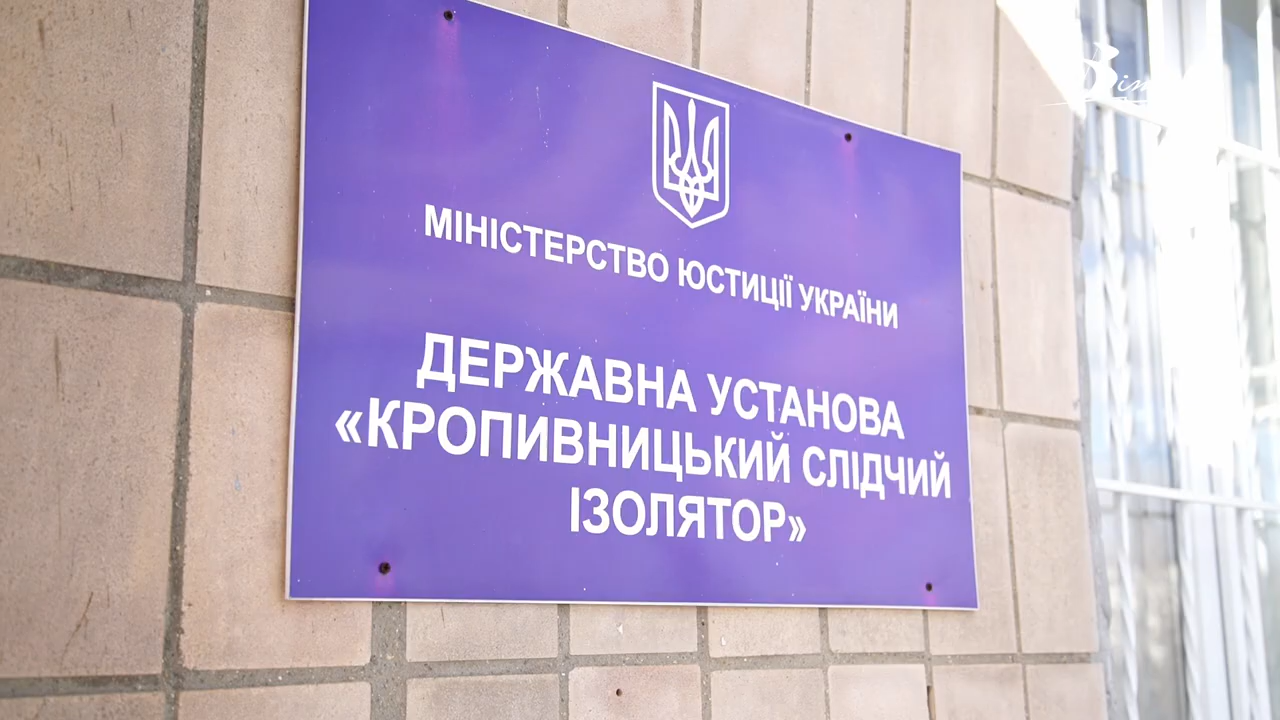 МІНІСТЕРСТВО ЮСТИЦІЇ УКРАЇНИ
ДЕРЖАВНА УСТАНОВА
«КРОПИВНИЦЬКИЙ СЛІДЧИЙ
ІЗОЛЯТОР»